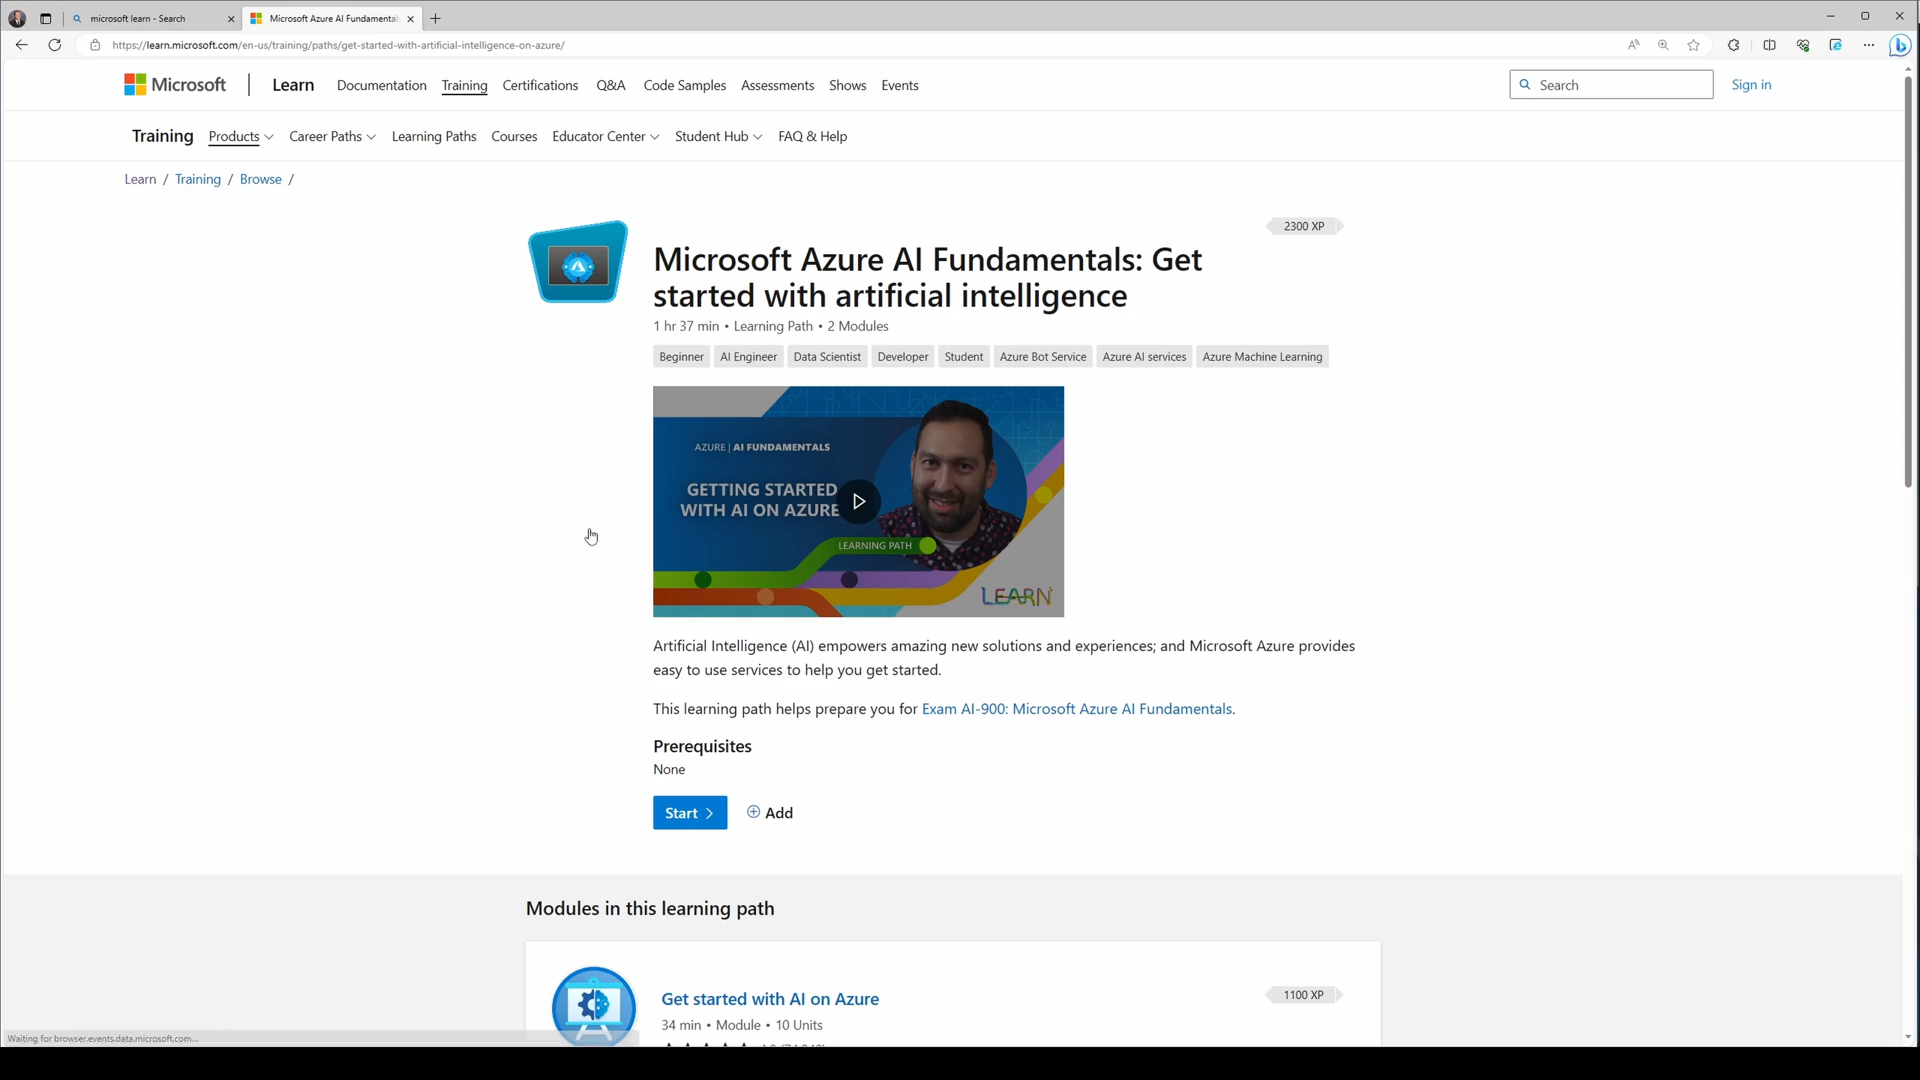 microsoft learn - Search
Microsoft Azure AI Fundamentals
https://learn.microsoft.com/en-us/training/paths/get-started-with-artificial-intelligence-on-azure/
Microsoft Learn Documentation Training Certifications Q&A Code Samples Assessments Shows Events
Search
Sign in
Training Products Career Paths Learning Paths Courses Educator Center Student Hub FAQ & Help
Learn / Training / Browse /
2300 XP
Microsoft Azure AI Fundamentals: Get
started with artificial intelligence
1 hr 37 min • Learning Path • 2 Modules
Beginner AI Engineer Data Scientist Developer Student Azure Bot Service Azure AI services Azure Machine Learning
AZURE | AI FUNDAMENTALS
GETTING STARTED
WITH AI ON AZURE
LEARNING PATH
LEARN
Artificial Intelligence (AI) empowers amazing new solutions and experiences; and Microsoft Azure provides
easy to use services to help you get started.
This learning path helps prepare you for Exam AI-900: Microsoft Azure AI Fundamentals.
Prerequisites
None
Start
Add
Modules in this learning path
Get started with AI on Azure
1100 XP
34 min • Module • 10 Units
Waiting for browser.events.data.microsoft.com...